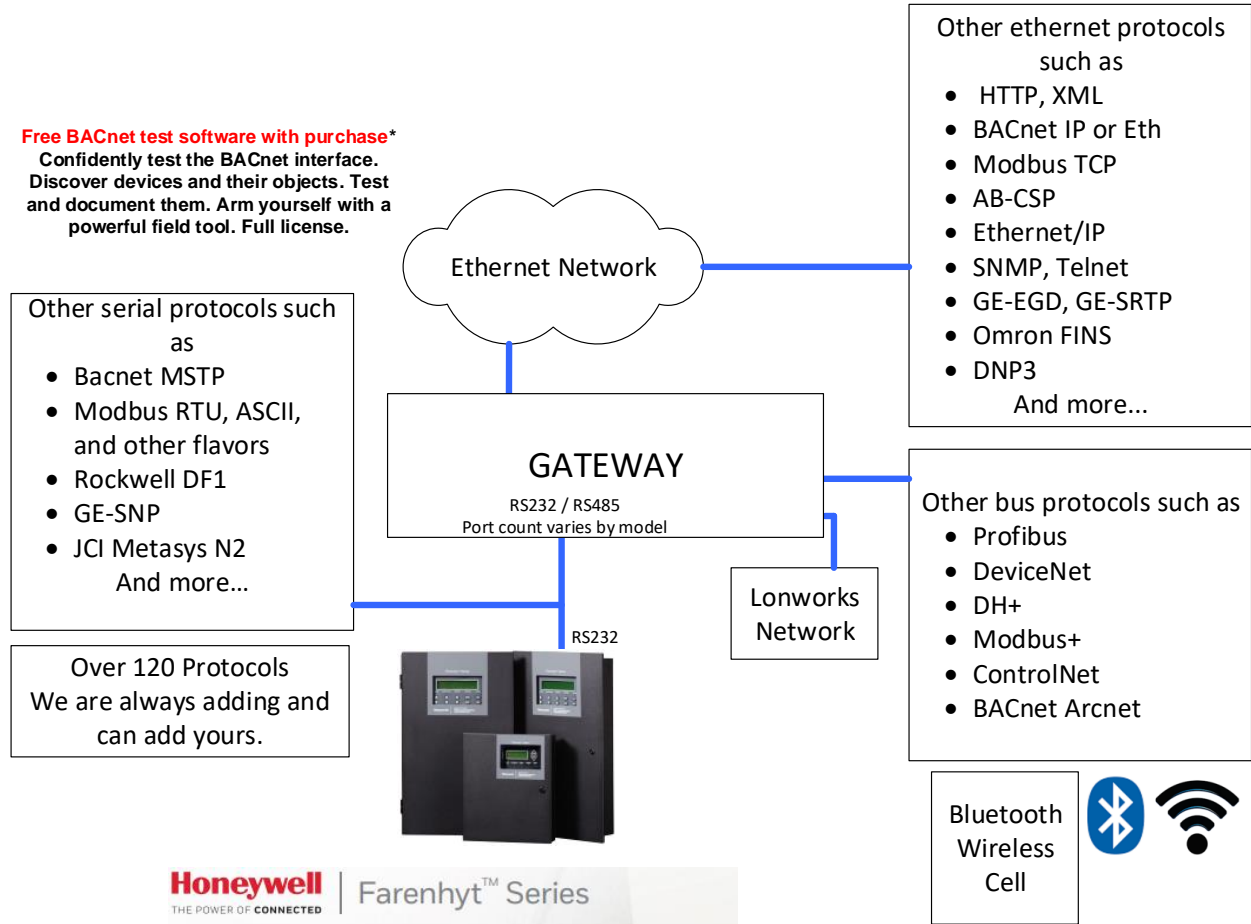 Free BACnet test software with purchase*
Confidently test the BACnet interface.
Discover devices and their objects. Test
and document them. Arm yourself with a
powerful field tool. Full license.
Other ethernet protocols
such as
• HTTP, XML
• BACnet IP or Eth
• Modbus TCP
• AB-CSP
• Ethernet/IP
• SNMP, Telnet
• GE-EGD, GE-SRTP
• Omron FINS
• DNP3
And more...
Ethernet Network
Other serial protocols such
as
• Bacnet MSTP
• Modbus RTU, ASCII,
and other flavors
• Rockwell DF1
• GE-SNP
• JCI Metasys N2
And more...
GATEWAY
RS232 / RS485
Port count varies by model
Other bus protocols such as
• Profibus
• DeviceNet
• DH+
• Modbus+
• ControlNet
• BACnet Arcnet
Lonworks
Network
RS232
Over 120 Protocols
We are always adding and
can add yours.
Bluetooth
Wireless
Cell
Honeywell
THE POWER OF CONNECTED
Farenhyt™ Series